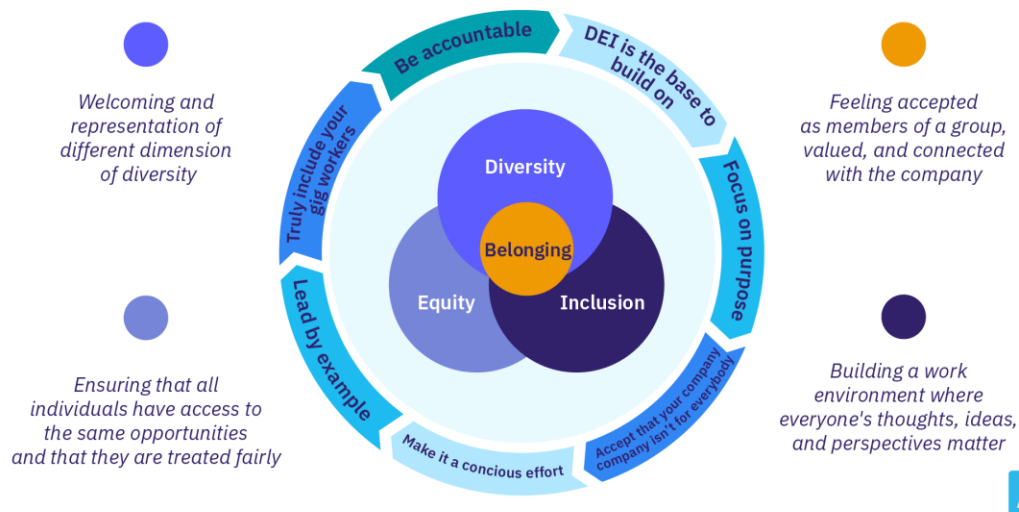 Be accountable
DEI is the base to
build on
Focus on purpose
Accept that your company
company isn't for everybody
Make it a concious effort
Lead by example
Truly include your
gig workers
Diversity
Belonging
Equity
Inclusion
Welcoming and
representation of
different dimension
of diversity
Feeling accepted
as members of a group,
valued, and connected
with the company
Ensuring that all
individuals have access to
the same opportunities
and that they are treated fairly
Building a work
environment where
everyone's thoughts, ideas,
and perspectives matter